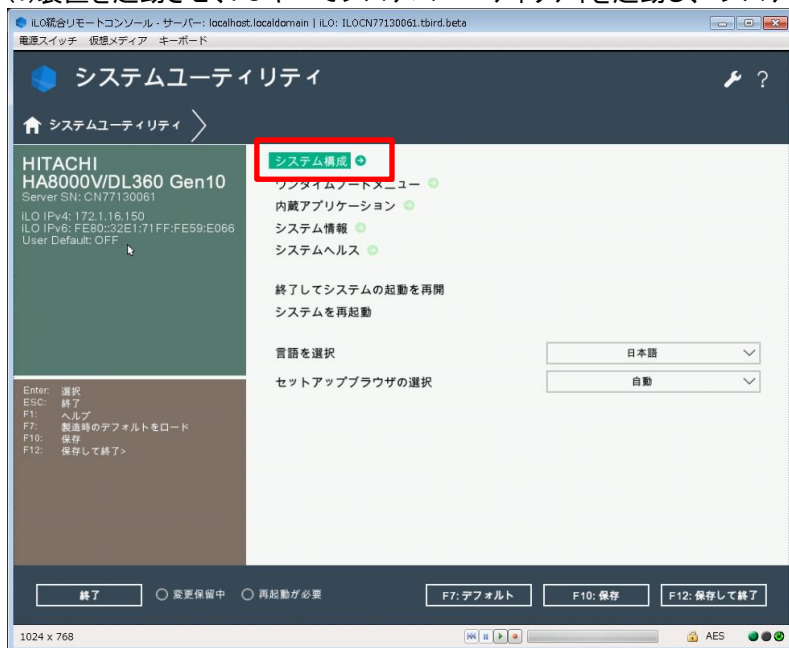 iLO統合リモートコンソール - サーバー: localhost.localdomain | iLO: ILOCN77130061.tbird.beta
電源スイッチ 仮想メディア キーボード
システムユーティリティ
?
システムユーティリティ
HITACHI
HA8000V/DL360 Gen10
Server SN: CN77130061
iLO IPv4: 172.1.16.150
iLO IPv6: FE80::32E1:71FF:FE59:E066
User Default: OFF
システム構成
ワンタイムブートメニュー
内蔵アプリケーション
システム情報
システムヘルス
終了してシステムの起動を再開
システムを再起動
言語を選択 日本語
セットアップブラウザの選択 自動
Enter: 選択
ESC: 終了
F1: ヘルプ
F7: 製造時のデフォルトをロード
F10: 保存
F12: 保存して終了>
終了 変更保留中 再起動が必要 F7: デフォルト F10: 保存 F12: 保存して終了
1024 x 768 AES